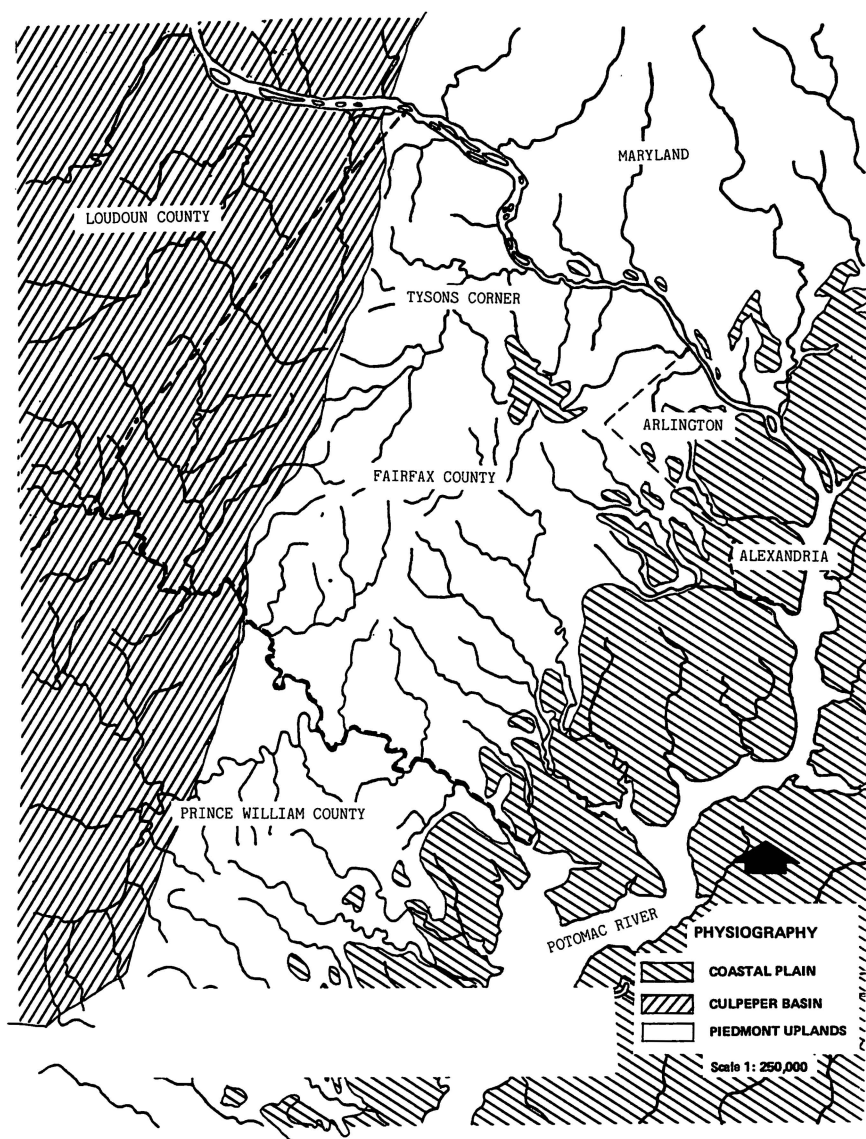 MARYLAND
LOUDOUN COUNTY
TYSONS CORNER
ARLINGTON
FAIRFAX COUNTY
ALEXANDRIA
PRINCE WILLIAM COUNTY
POTOMAC RIVER
PHYSIOGRAPHY
COASTAL PLAIN
CULPEPER BASIN
PIEDMONT UPLANDS
Scale 1: 250,000